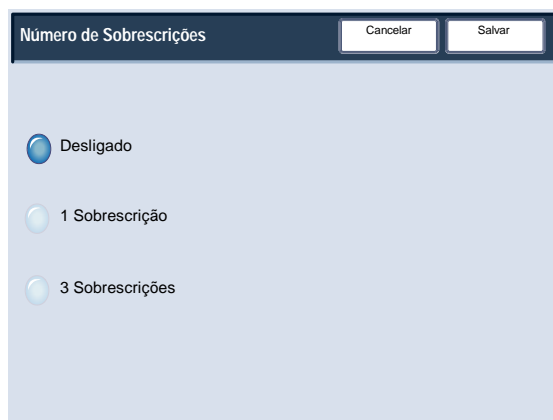 Número de Sobrescrições
Cancelar
Salvar
Desligado
1 Sobrescrição
3 Sobrescrições